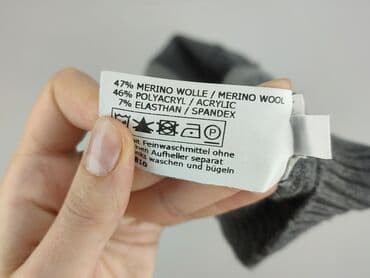 47% MERINO WOLLE / MERINO WOOL
46% POLYACRYL / ACRYLIC
7% ELASTHAN / SPANDEX
P
Feinwaschmittel ohne
Aufheller separat
waschen und bügeln